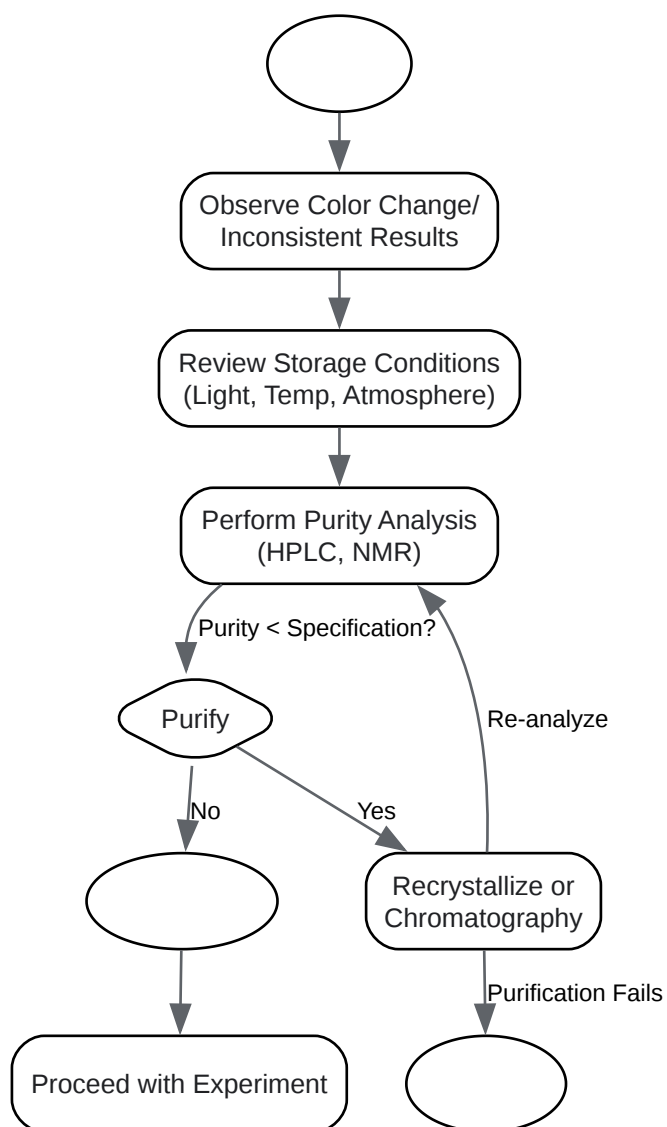 Observe Color Change/
Inconsistent Results
Review Storage Conditions
(Light, Temp, Atmosphere)
Perform Purity Analysis
(HPLC, NMR)
Purity < Specification?
Purify
Re-analyze
No
Yes
Recrystallize or
Chromatography
Purification Fails
Proceed with Experiment